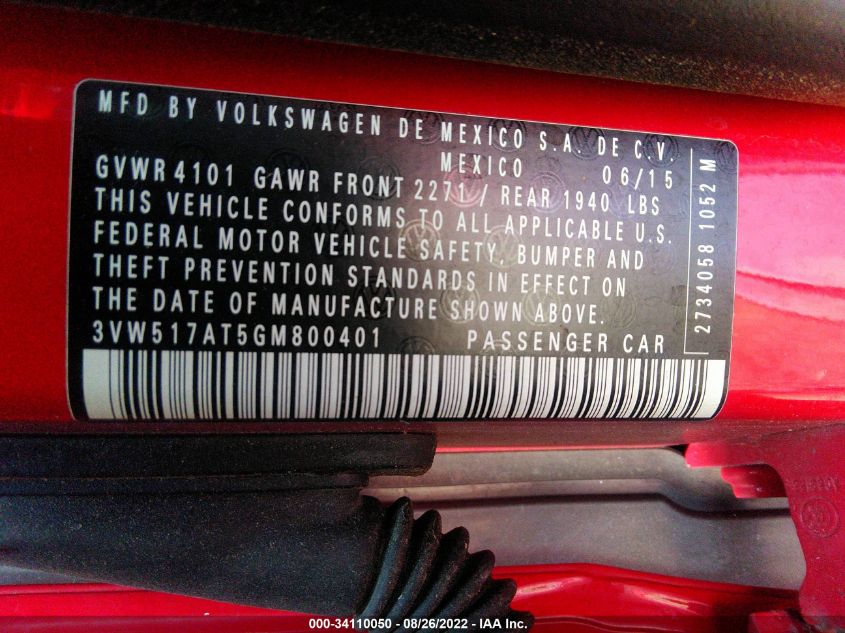 MFD BY VOLKSWAGEN DE MEXICO S.A. DE C.V.
MEXICO 06/15
GVWR 4101 GAWR FRONT 2271 / REAR 1940 LBS
THIS VEHICLE CONFORMS TO ALL APPLICABLE U.S.
FEDERAL MOTOR VEHICLE SAFETY, BUMPER AND
THEFT PREVENTION STANDARDS IN EFFECT ON
THE DATE OF MANUFACTURE SHOWN ABOVE.
3VW517AT5GM800401 PASSENGER CAR
2734058 1052 M
000-34110050 - 08/26/2022 - IAA Inc.